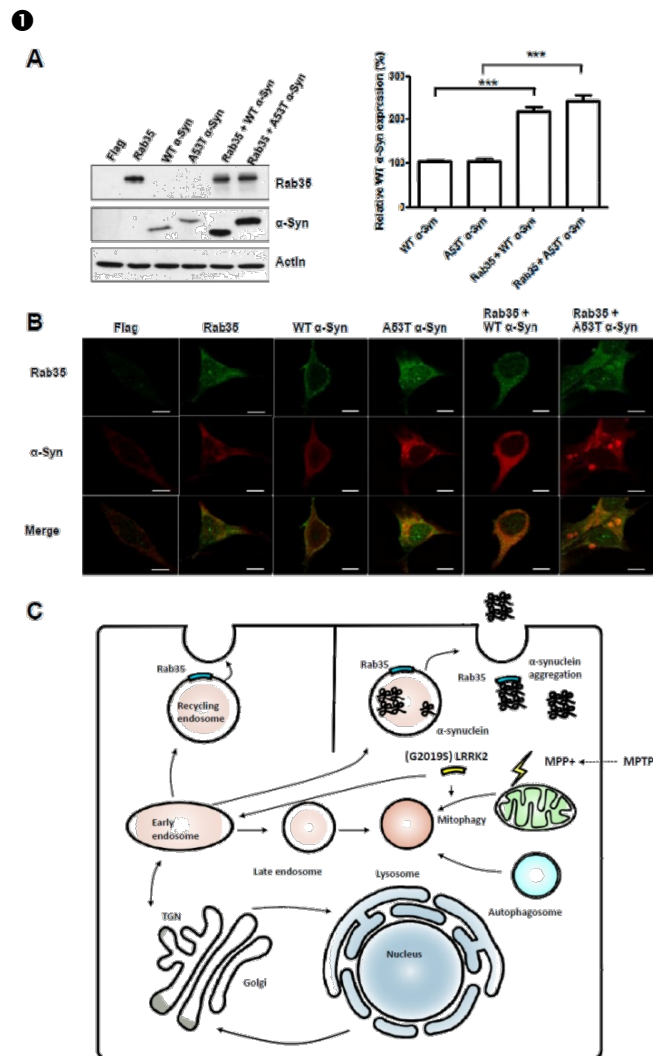 1
A
Flag
Rab35
WT α-Syn
A53T α-Syn
Rab35 + WT α-Syn
Rab35 + A53T α-Syn
Rab35
α-Syn
Actin
Relative WT α-Syn expression (%)
300
200
100
0
***
***
WT α-Syn
A53T α-Syn
Rab35 + WT α-Syn
Rab35 + A53T α-Syn
B
Flag
Rab35
WT α-Syn
A53T α-Syn
Rab35 +
WT α-Syn
Rab35 +
A53T α-Syn
Rab35
α-Syn
Merge
C
Rab35
Recycling
endosome
Rab35
α-synuclein
Rab35
α-synuclein
aggregation
(G2019S) LRRK2
MPP+
MPTP
Early
endosome
Late endosome
Mitophagy
Lysosome
Autophagosome
TGN
Golgi
Nucleus